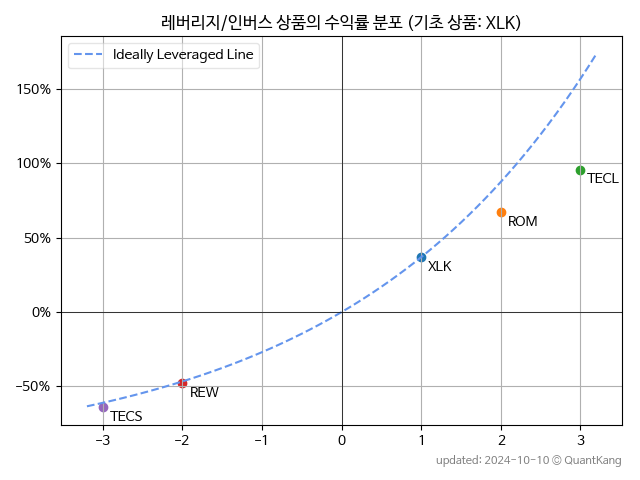 레버리지/인버스 상품의 수익률 분포 (기초 상품: XLK)
Ideally Leveraged Line
150%
100%
TECL
ROM
50%
XLK
0%
−50%
REW
TECS
−3 −2 −1 0 1 2 3
updated: 2024-10-10 © QuantKang